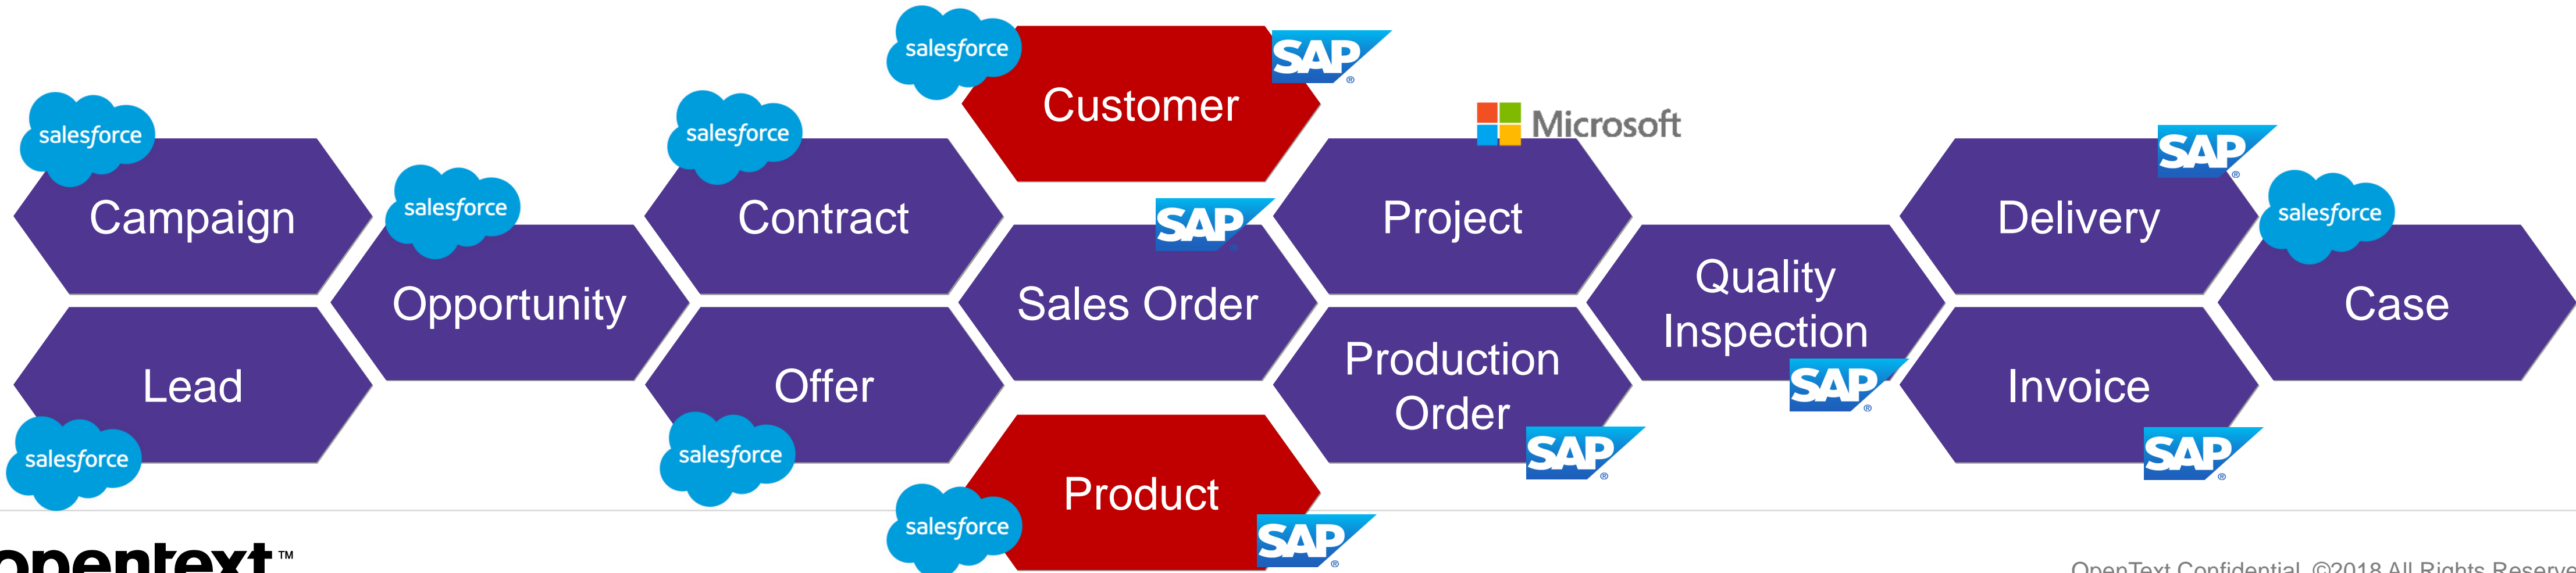 salesforce
Customer
SAP
®
salesforce
Campaign
salesforce
Opportunity
salesforce
Contract
SAP
Sales Order
Microsoft
Project
SAP
®
Delivery
salesforce
Case
Quality
Inspection
SAP
®
Lead
salesforce
Offer
salesforce
Production
Order
SAP
®
Invoice
SAP
®
Product
salesforce
SAP
®
opentext™
OpenText Confidential. ©2018 All Rights Reserve